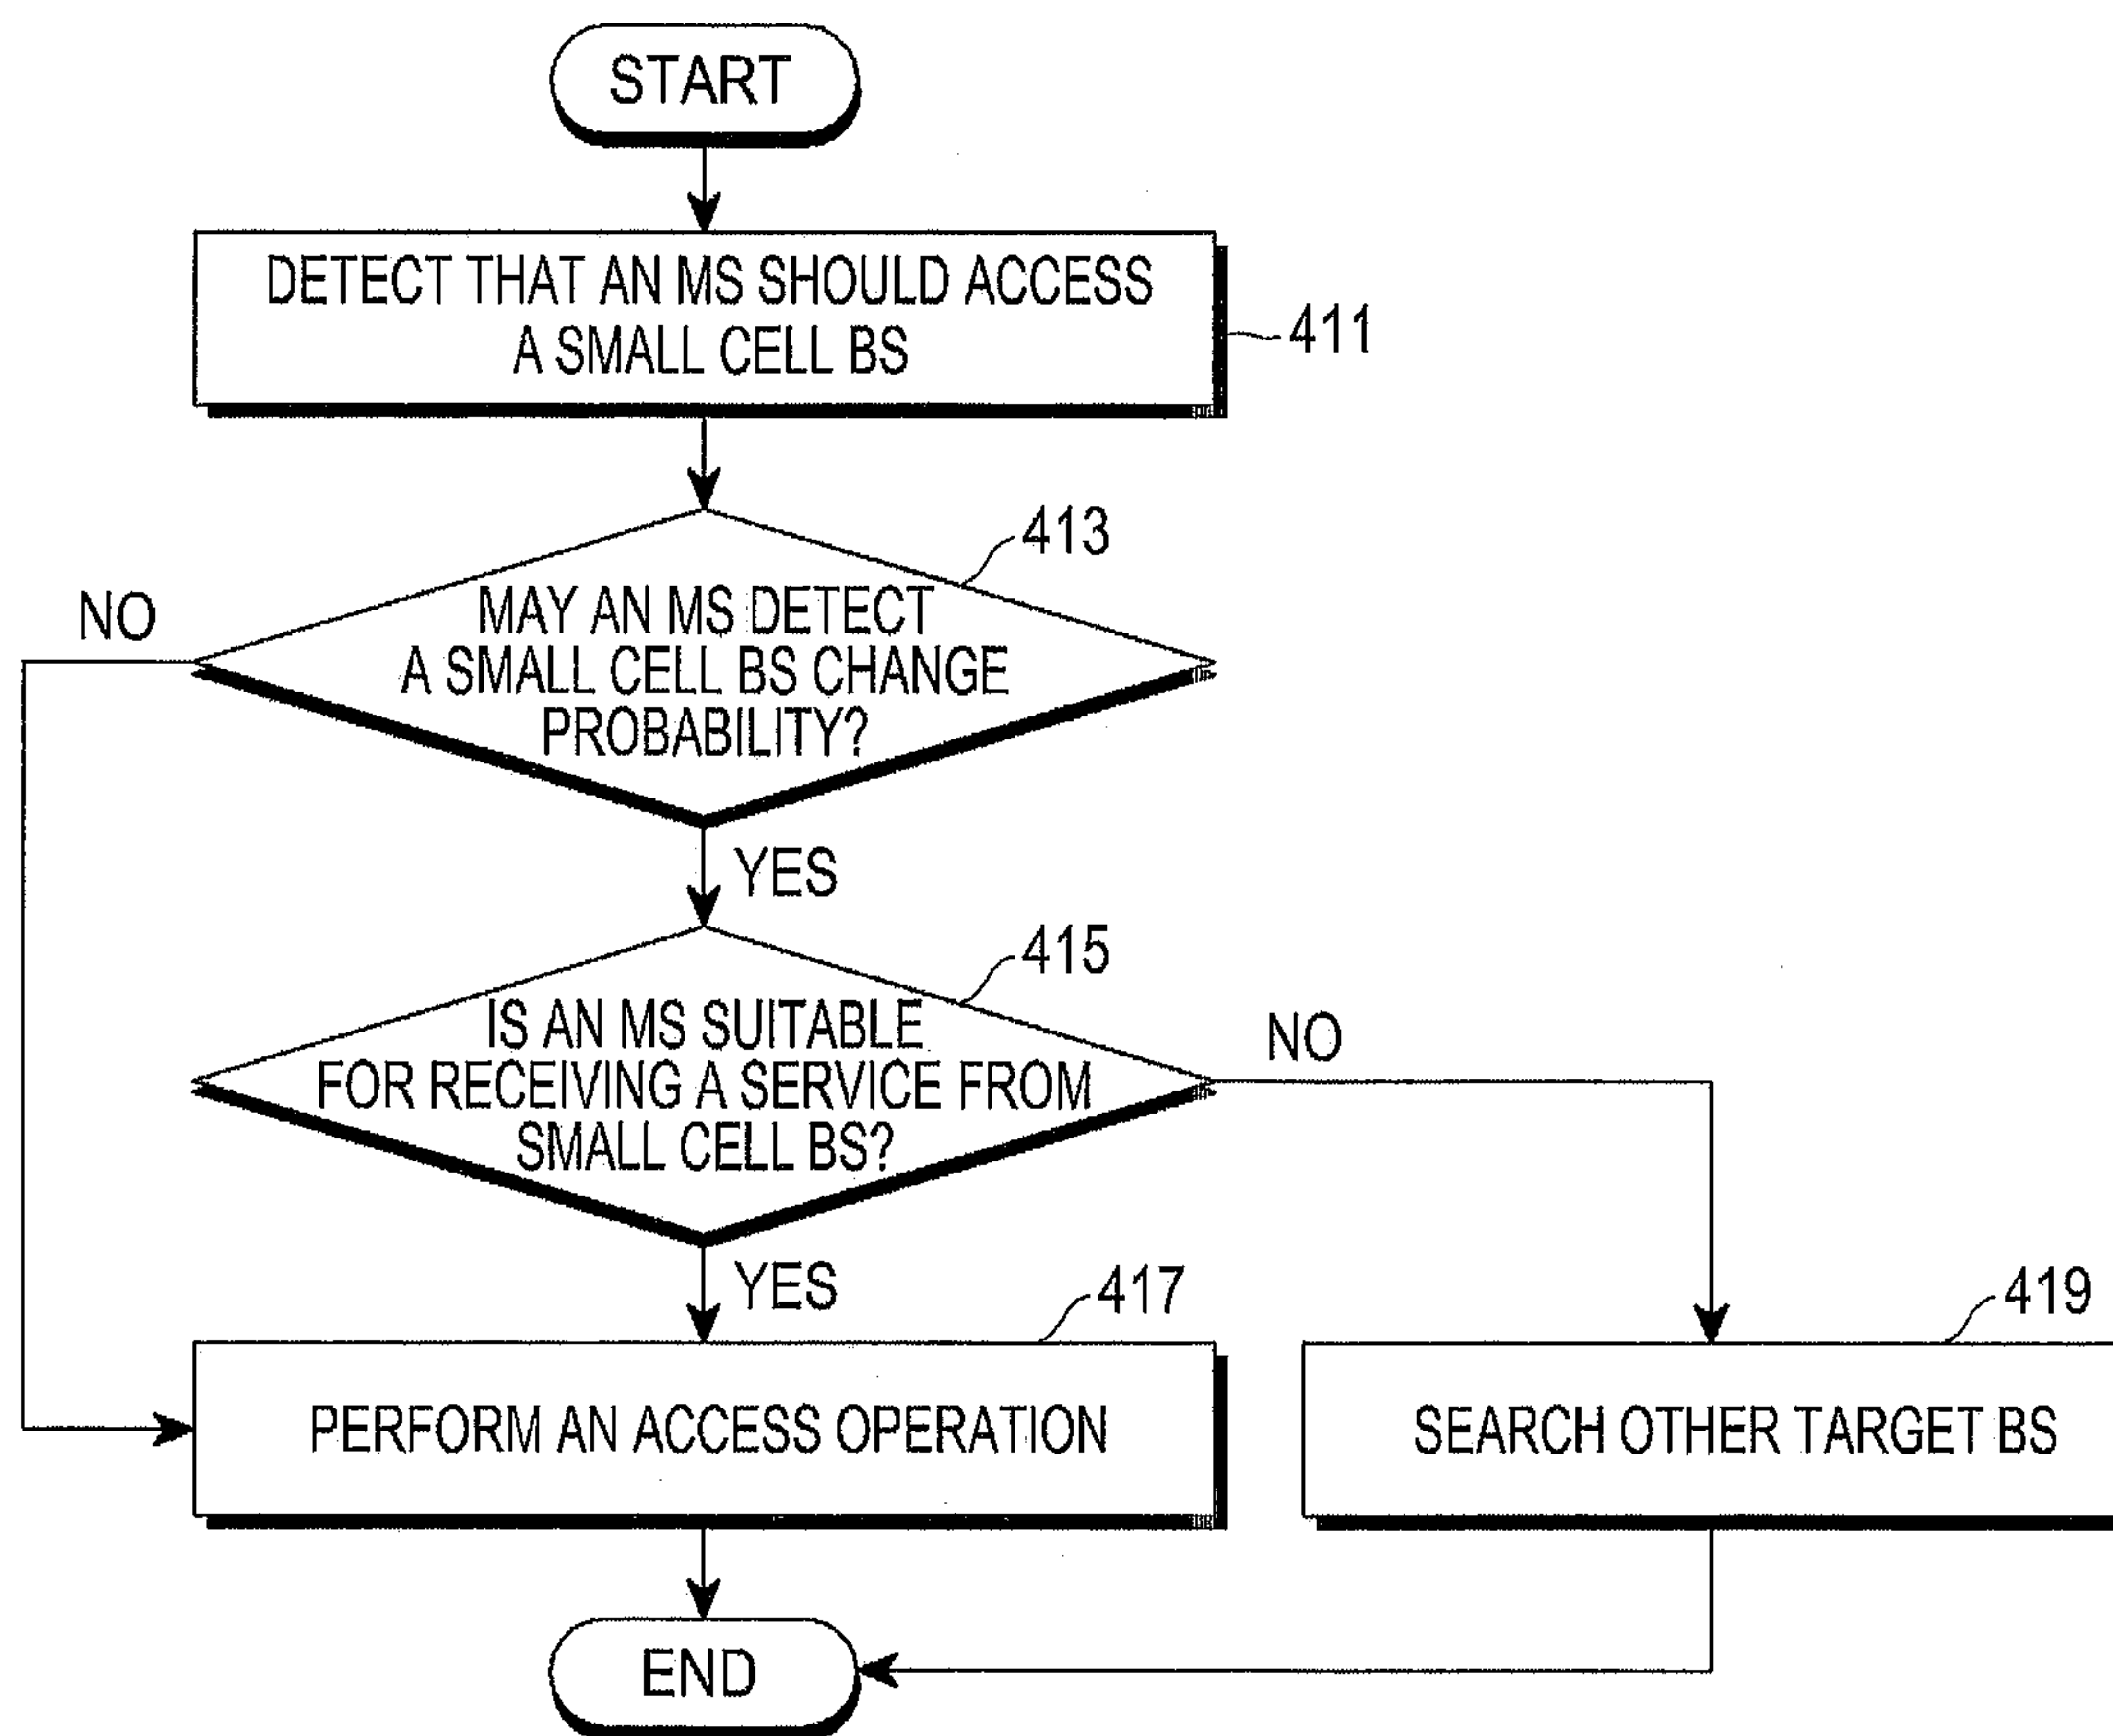 START
DETECT THAT AN MS SHOULD ACCESS
A SMALL CELL BS
411
413
MAY AN MS DETECT
A SMALL CELL BS CHANGE
PROBABILITY?
NO
YES
415
IS AN MS SUITABLE
FOR RECEIVING A SERVICE FROM
SMALL CELL BS?
NO
YES
417
PERFORM AN ACCESS OPERATION
419
SEARCH OTHER TARGET BS
END